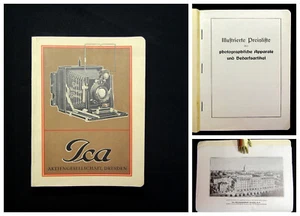 Ica
AKTIENGESELLSCHAFT, DRESDEN
Illustrierte Preisliste
photographische Apparate
und Bedarfsartikel